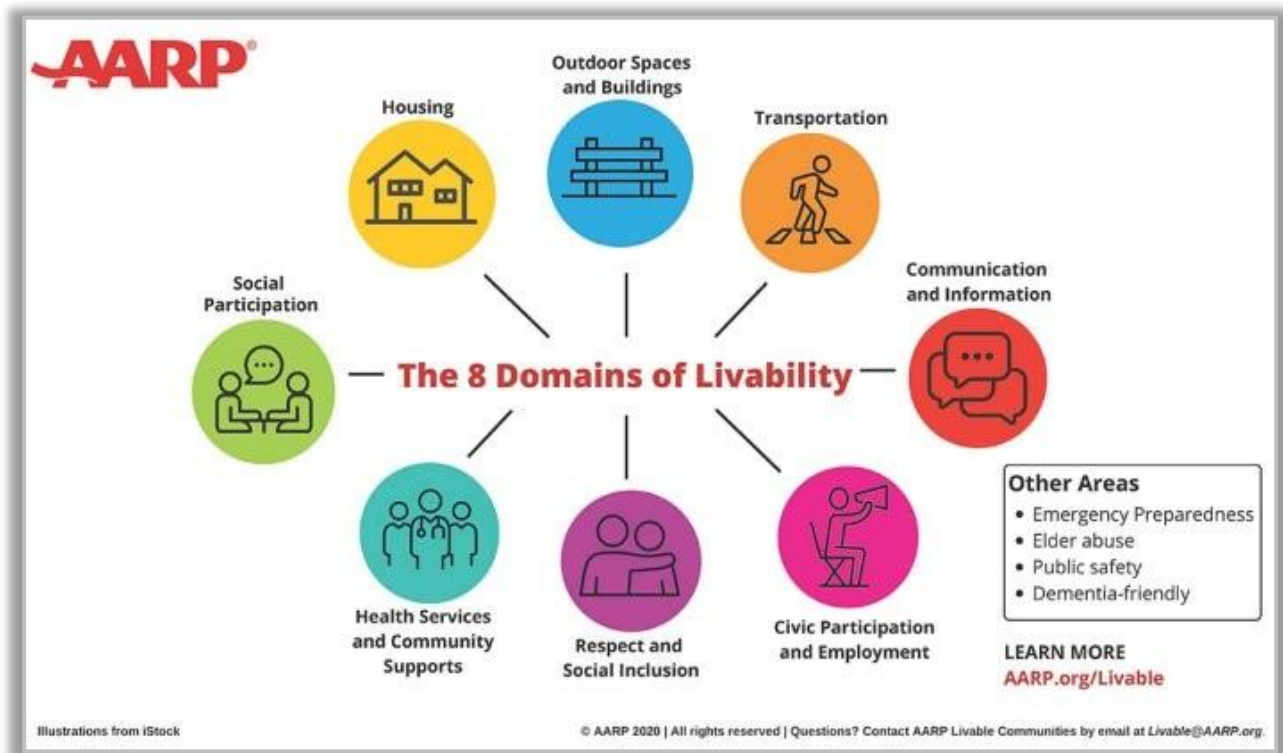 AARP®
Outdoor Spaces
and Buildings
Housing
Transportation
Social
Participation
Communication
and Information
The 8 Domains of Livability
Health Services
and Community
Supports
Respect and
Social Inclusion
Civic Participation
and Employment
Other Areas
• Emergency Preparedness
• Elder abuse
• Public safety
• Dementia-friendly
LEARN MORE
AARP.org/Livable
Illustrations from iStock
© AARP 2020 | All rights reserved | Questions? Contact AARP Livable Communities by email at Livable@AARP.org.